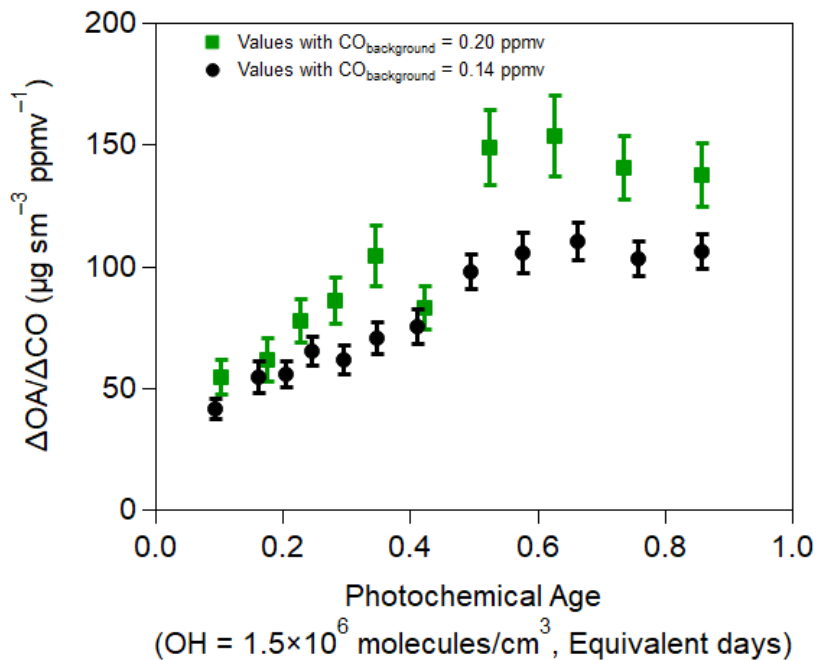 200
Values with CO_background = 0.20 ppmv
Values with CO_background = 0.14 ppmv
150
100
50
0
ΔOA/ΔCO (µg sm⁻³ ppmv⁻¹)
0.0 0.2 0.4 0.6 0.8 1.0
Photochemical Age
(OH = 1.5×10⁶ molecules/cm³, Equivalent days)